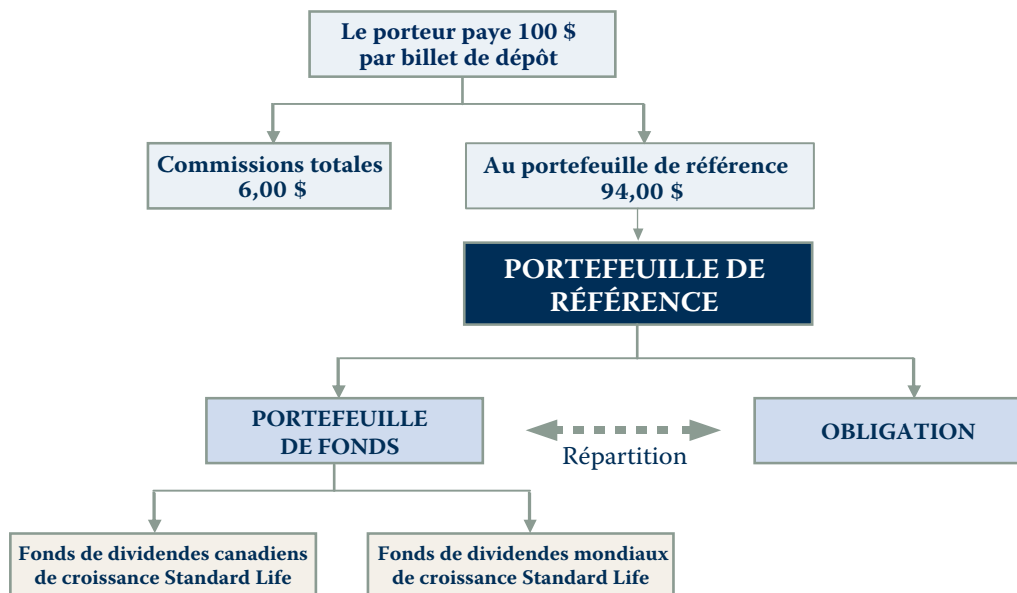 Le porteur paye 100 $
par billet de dépôt
Commissions totales
6,00 $
Au portefeuille de référence
94,00 $
PORTEFEUILLE DE
RÉFÉRENCE
PORTEFEUILLE
DE FONDS
Répartition
OBLIGATION
Fonds de dividendes canadiens
de croissance Standard Life
Fonds de dividendes mondiaux
de croissance Standard Life